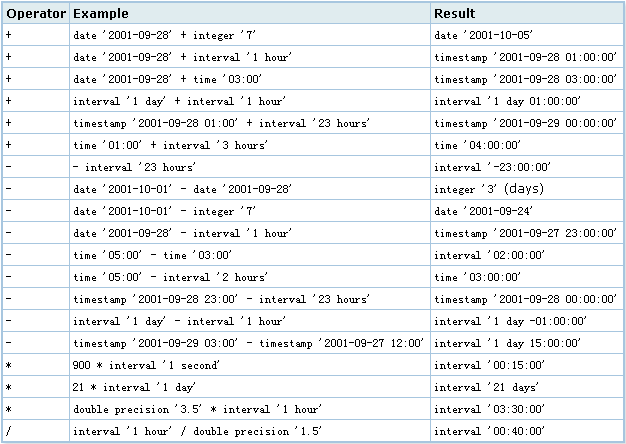 Operator Example Result
+ date '2001-09-28' + integer '7' date '2001-10-05'
+ date '2001-09-28' + interval '1 hour' timestamp '2001-09-28 01:00:00'
+ date '2001-09-28' + time '03:00' timestamp '2001-09-28 03:00:00'
+ interval '1 day' + interval '1 hour' interval '1 day 01:00:00'
+ timestamp '2001-09-28 01:00' + interval '23 hours' timestamp '2001-09-29 00:00:00'
+ time '01:00' + interval '3 hours' time '04:00:00'
- - interval '23 hours' interval '-23:00:00'
- date '2001-10-01' - date '2001-09-28' integer '3' (days)
- date '2001-10-01' - integer '7' date '2001-09-24'
- date '2001-09-28' - interval '1 hour' timestamp '2001-09-27 23:00:00'
- time '05:00' - time '03:00' interval '02:00:00'
- time '05:00' - interval '2 hours' time '03:00:00'
- timestamp '2001-09-28 23:00' - interval '23 hours' timestamp '2001-09-28 00:00:00'
- interval '1 day' - interval '1 hour' interval '1 day -01:00:00'
- timestamp '2001-09-29 03:00' - timestamp '2001-09-27 12:00' interval '1 day 15:00:00'
* 900 * interval '1 second' interval '00:15:00'
* 21 * interval '1 day' interval '21 days'
* double precision '3.5' * interval '1 hour' interval '03:30:00'
/ interval '1 hour' / double precision '1.5' interval '00:40:00'